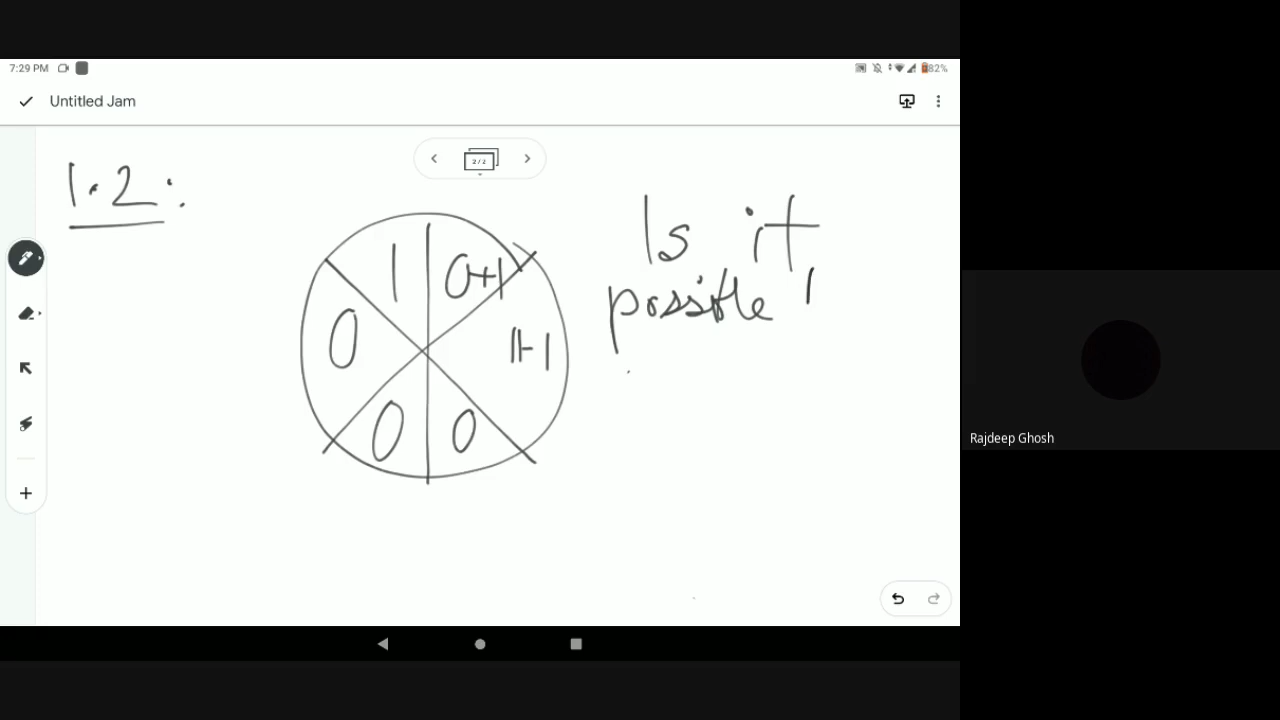 7:29 PM
82%
Untitled Jam
2 / 2
1.2:
Is it
possible
1
0+1
0
1+1
0
0
Rajdeep Ghosh